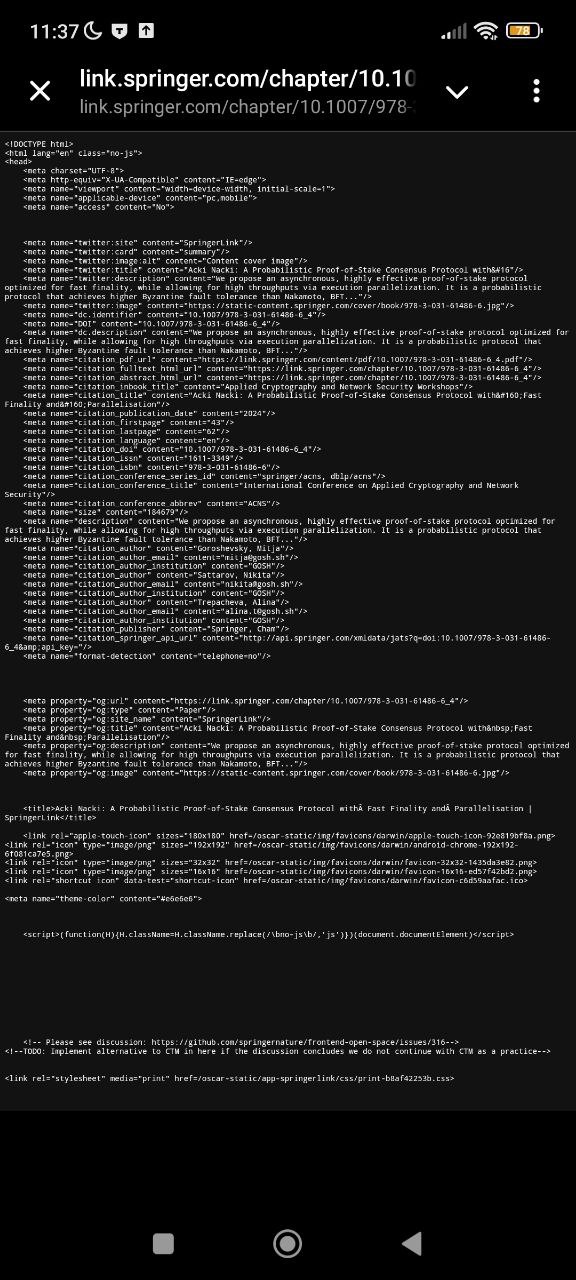 11:37
78
link.springer.com/chapter/10.10
link.springer.com/chapter/10.1007/978-
<!DOCTYPE html>
<html lang="en" class="no-js">
<head>
<meta charset="UTF-8">
<meta http-equiv="X-UA-Compatible" content="IE=edge">
<meta name="viewport" content="width=device-width, initial-scale=1">
<meta name="applicable-device" content="pc,mobile">
<meta name="access" content="No">
<meta name="twitter:site" content="SpringerLink"/>
<meta name="twitter:card" content="summary"/>
<meta name="twitter:image:alt" content="Content cover image"/>
<meta name="twitter:title" content="Acki Nacki: A Probabilistic Proof-of-Stake Consensus Protocol with&#16"/>
<meta name="twitter:description" content="We propose an asynchronous, highly effective proof-of-stake protocol
optimized for fast finality, while allowing for high throughputs via execution parallelization. It is a probabilistic
protocol that achieves higher Byzantine fault tolerance than Nakamoto, BFT..."/>
<meta name="twitter:image" content="https://static-content.springer.com/cover/book/978-3-031-61486-6.jpg"/>
<meta name="dc.identifier" content="10.1007/978-3-031-61486-6_4"/>
<meta name="DOI" content="10.1007/978-3-031-61486-6_4"/>
<meta name="dc.description" content="We propose an asynchronous, highly effective proof-of-stake protocol optimized for
fast finality, while allowing for high throughputs via execution parallelization. It is a probabilistic protocol that
achieves higher Byzantine fault tolerance than Nakamoto, BFT..."/>
<meta name="citation_pdf_url" content="https://link.springer.com/content/pdf/10.1007/978-3-031-61486-6_4.pdf"/>
<meta name="citation_fulltext_html_url" content="https://link.springer.com/chapter/10.1007/978-3-031-61486-6_4"/>
<meta name="citation_abstract_html_url" content="https://link.springer.com/chapter/10.1007/978-3-031-61486-6_4"/>
<meta name="citation_inbook_title" content="Applied Cryptography and Network Security Workshops"/>
<meta name="citation_title" content="Acki Nacki: A Probabilistic Proof-of-Stake Consensus Protocol with&#160;Fast
Finality and&#160;Parallelisation"/>
<meta name="citation_publication_date" content="2024"/>
<meta name="citation_firstpage" content="43"/>
<meta name="citation_lastpage" content="62"/>
<meta name="citation_language" content="en"/>
<meta name="citation_doi" content="10.1007/978-3-031-61486-6_4"/>
<meta name="citation_issn" content="1611-3349"/>
<meta name="citation_isbn" content="978-3-031-61486-6"/>
<meta name="citation_conference_series_id" content="springer/acns, dblp/acns"/>
<meta name="citation_conference_title" content="International Conference on Applied Cryptography and Network
Security"/>
<meta name="citation_conference_abbrev" content="ACNS"/>
<meta name="size" content="184679"/>
<meta name="description" content="We propose an asynchronous, highly effective proof-of-stake protocol optimized for
fast finality, while allowing for high throughputs via execution parallelization. It is a probabilistic protocol that
achieves higher Byzantine fault tolerance than Nakamoto, BFT..."/>
<meta name="citation_author" content="Goroshevsky, Mitja"/>
<meta name="citation_author_email" content="mitja@gosh.sh"/>
<meta name="citation_author_institution" content="GOSH"/>
<meta name="citation_author" content="Sattarov, Nikita"/>
<meta name="citation_author_email" content="nikita@gosh.sh"/>
<meta name="citation_author_institution" content="GOSH"/>
<meta name="citation_author" content="Trepacheva, Alina"/>
<meta name="citation_author_email" content="alina.t@gosh.sh"/>
<meta name="citation_author_institution" content="GOSH"/>
<meta name="citation_publisher" content="Springer, Cham"/>
<meta name="citation_springer_api_url" content="http://api.springer.com/xmldata/jats?q=doi:10.1007/978-3-031-61486-
6_4&amp;api_key="/>
<meta name="format-detection" content="telephone=no"/>
<meta property="og:url" content="https://link.springer.com/chapter/10.1007/978-3-031-61486-6_4"/>
<meta property="og:type" content="Paper"/>
<meta property="og:site_name" content="SpringerLink"/>
<meta property="og:title" content="Acki Nacki: A Probabilistic Proof-of-Stake Consensus Protocol with&nbsp;Fast
Finality and&nbsp;Parallelisation"/>
<meta property="og:description" content="We propose an asynchronous, highly effective proof-of-stake protocol optimized
for fast finality, while allowing for high throughputs via execution parallelization. It is a probabilistic protocol that
achieves higher Byzantine fault tolerance than Nakamoto, BFT..."/>
<meta property="og:image" content="https://static-content.springer.com/cover/book/978-3-031-61486-6.jpg"/>
<title>Acki Nacki: A Probabilistic Proof-of-Stake Consensus Protocol withÂ Fast Finality andÂ Parallelisation |
SpringerLink</title>
<link rel="apple-touch-icon" sizes="180x180" href=/oscar-static/img/favicons/darwin/apple-touch-icon-92e819bf8a.png>
<link rel="icon" type="image/png" sizes="192x192" href=/oscar-static/img/favicons/darwin/android-chrome-192x192-
6f081ca7e5.png>
<link rel="icon" type="image/png" sizes="32x32" href=/oscar-static/img/favicons/darwin/favicon-32x32-1435da3e82.png>
<link rel="icon" type="image/png" sizes="16x16" href=/oscar-static/img/favicons/darwin/favicon-16x16-ed57f42bd2.png>
<link rel="shortcut icon" data-test="shortcut-icon" href=/oscar-static/img/favicons/darwin/favicon-c6d59aafac.ico>
<meta name="theme-color" content="#e6e6e6">
<script>(function(H){H.className=H.className.replace(/\bno-js\b/,'js')})(document.documentElement)</script>
<!-- Please see discussion: https://github.com/springernature/frontend-open-space/issues/316-->
<!--TODO: Implement alternative to CTM in here if the discussion concludes we do not continue with CTM as a practice-->
<link rel="stylesheet" media="print" href=/oscar-static/app-springerlink/css/print-b8af42253b.css>